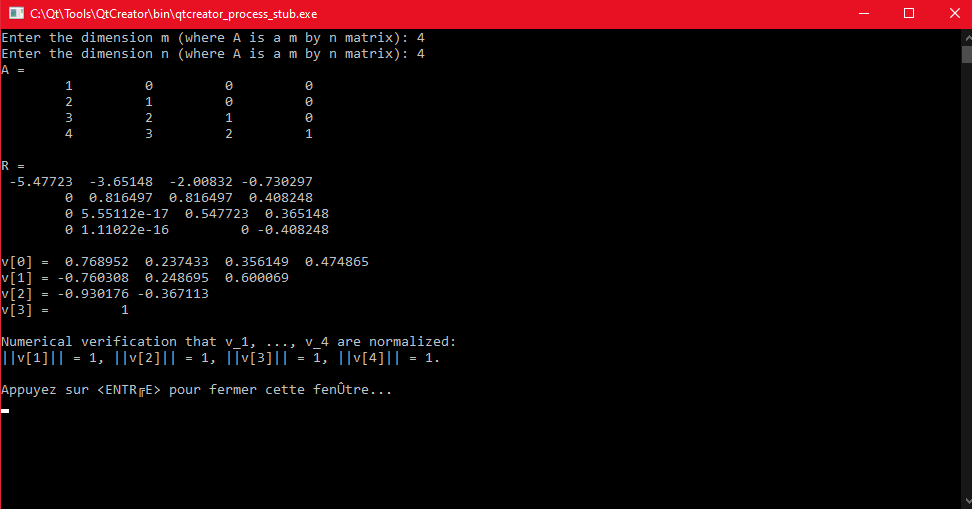 C:\Qt\Tools\QtCreator\bin\qtcreator_process_stub.exe
Enter the dimension m (where A is a m by n matrix): 4
Enter the dimension n (where A is a m by n matrix): 4
A =
1 0 0 0
2 1 0 0
3 2 1 0
4 3 2 1
R =
-5.47723 -3.65148 -2.00832 -0.730297
0 0.816497 0.816497 0.408248
0 5.55112e-17 0.547723 0.365148
0 1.11022e-16 0 -0.408248
v[0] = 0.768952 0.237433 0.356149 0.474865
v[1] = -0.760308 0.248695 0.600069
v[2] = -0.930176 -0.367113
v[3] = 1
Numerical verification that v_1, ..., v_4 are normalized:
||v[1]|| = 1, ||v[2]|| = 1, ||v[3]|| = 1, ||v[4]|| = 1.
Appuyez sur <ENTR╔E> pour fermer cette fenÛtre...